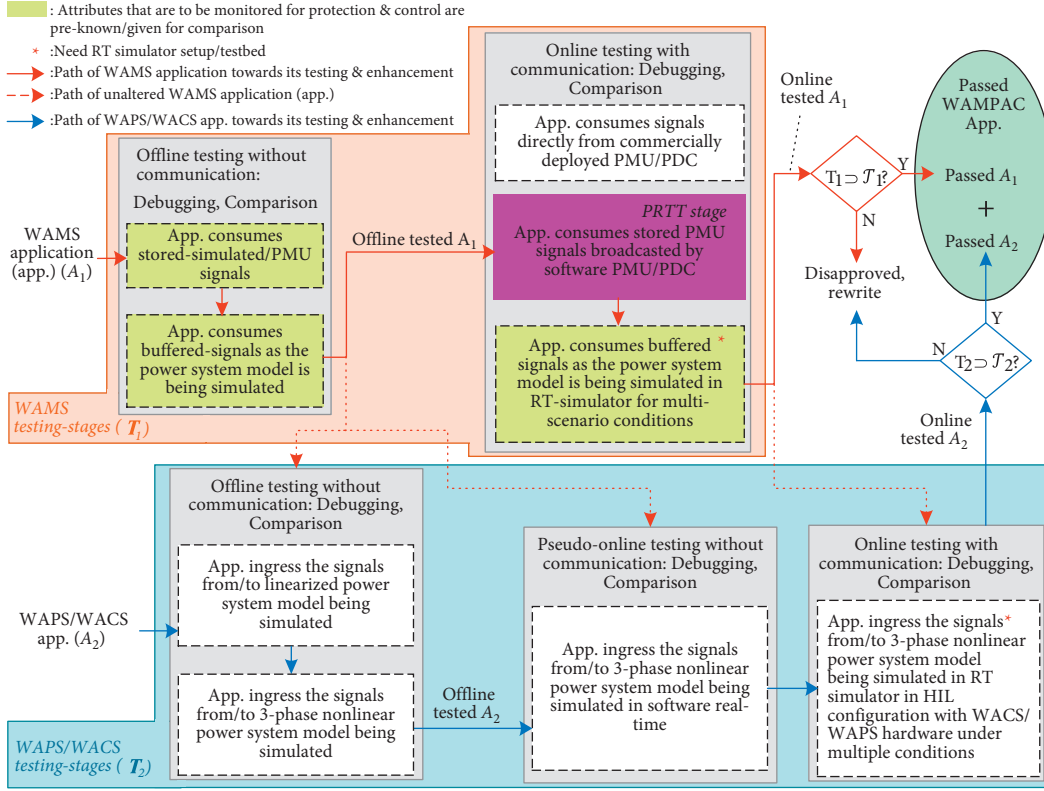 : Attributes that are to be monitored for protection & control are
pre-known/given for comparison
* :Need RT simulator setup/testbed
:Path of WAMS application towards its testing & enhancement
:Path of unaltered WAMS application (app.)
:Path of WAPS/WACS app. towards its testing & enhancement
Offline testing without
communication:
Debugging, Comparison
WAMS
application
(app.) (A1)
App. consumes
stored-simulated/PMU
signals
App. consumes
buffered-signals as the
power system model is
being simulated
WAMS
testing-stages ( T1)
Offline tested A1
Online testing with
communication: Debugging,
Comparison
App. consumes signals
directly from commercially
deployed PMU/PDC
PRTT stage
App. consumes stored PMU
signals broadcasted by
software PMU/PDC
App. consumes buffered *
signals as the power system
model is being simulated in
RT-simulator for multi-
scenario conditions
Online
tested A1
T1 ⊃ 𝒯1?
Y
N
Disapproved,
rewrite
Passed
WAMPAC
App.
Passed A1
+
Passed A2
Y
N
T2 ⊃ 𝒯2?
Online
tested A2
WAPS/WACS
app. (A2)
Offline testing without
communication: Debugging,
Comparison
App. ingress the signals
from/to linearized power
system model being
simulated
App. ingress the signals
from/to 3-phase nonlinear
power system model being
simulated
WAPS/WACS
testing-stages ( T2)
Offline
tested A2
Pseudo-online testing without
communication: Debugging,
Comparison
App. ingress the signals
from/to 3-phase nonlinear
power system model being
simulated in software real-
time
Online testing with
communication: Debugging,
Comparison
App. ingress the signals*
from/to 3-phase nonlinear
power system model
being simulated in RT
simulator in HIL
configuration with WACS/
WAPS hardware under
multiple conditions